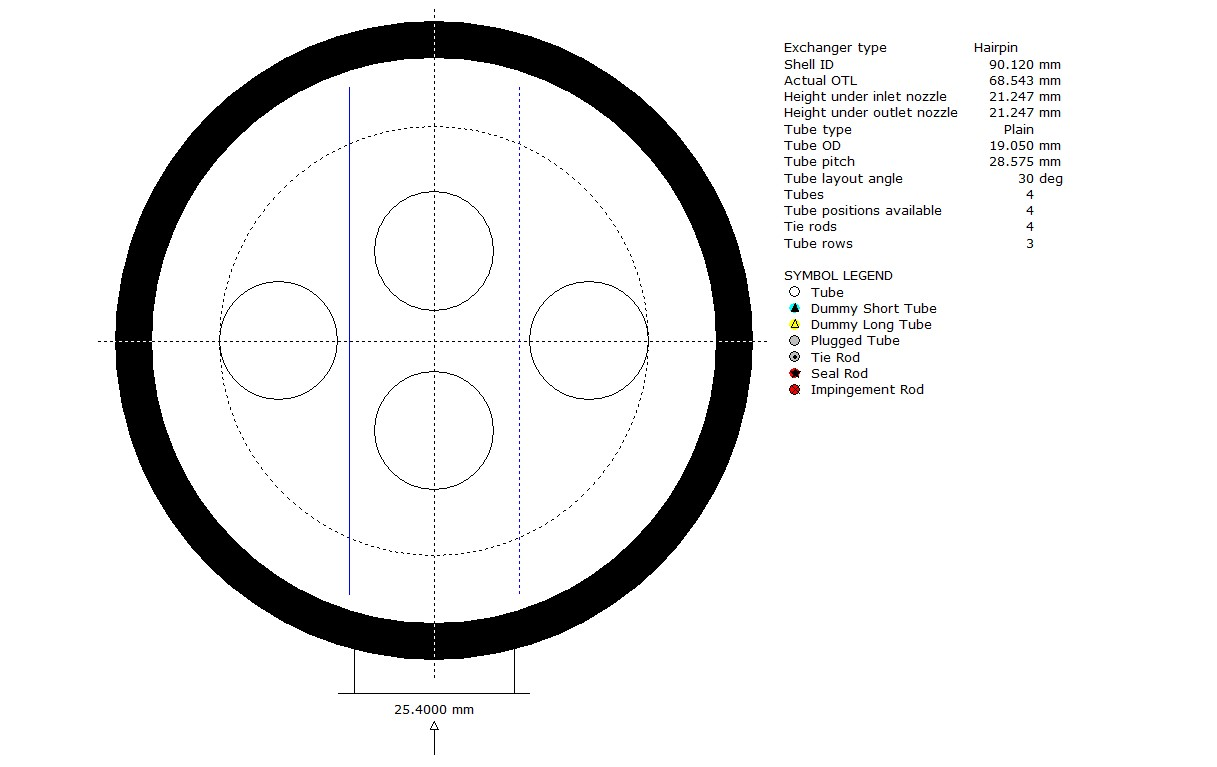 Exchanger type Hairpin
Shell ID 90.120 mm
Actual OTL 68.543 mm
Height under inlet nozzle 21.247 mm
Height under outlet nozzle 21.247 mm
Tube type Plain
Tube OD 19.050 mm
Tube pitch 28.575 mm
Tube layout angle 30 deg
Tubes 4
Tube positions available 4
Tie rods 4
Tube rows 3
SYMBOL LEGEND
Tube
Dummy Short Tube
Dummy Long Tube
Plugged Tube
Tie Rod
Seal Rod
Impingement Rod
25.4000 mm